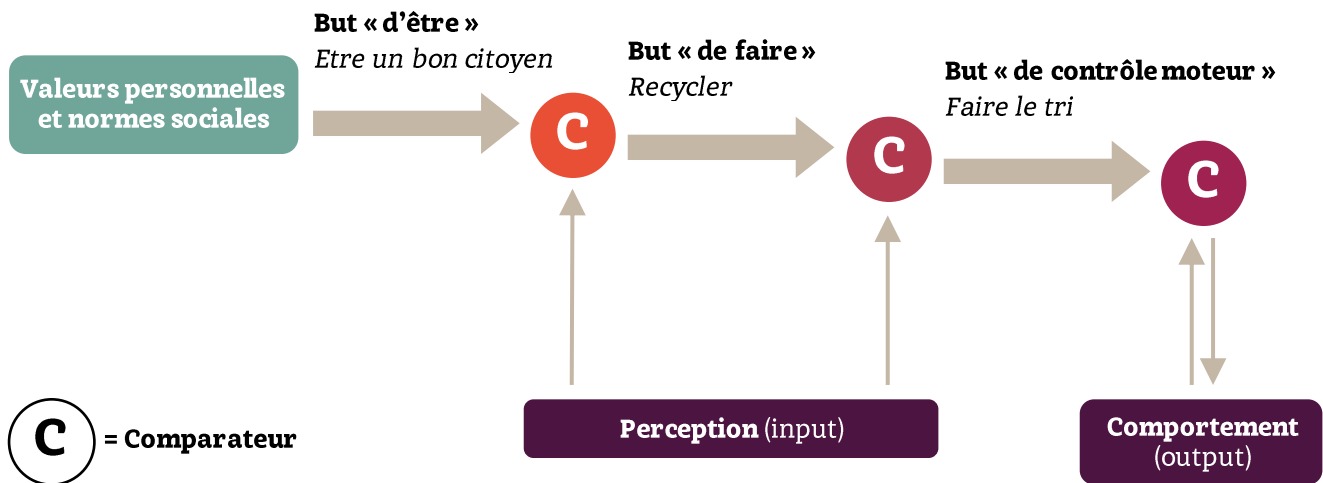 But « d’être »
Etre un bon citoyen
Valeurs personnelles
et normes sociales
But « de faire »
Recycler
But « de contrôle moteur »
Faire le tri
C
C
C
C
= Comparateur
Perception (input)
Comportement
(output)